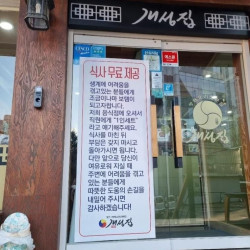 개성집
식사 무료 제공
생계에 어려움을
겪고있는 분들에게
조금이나마 보탬이
되고자합니다.
저희 음식점에 오셔서
직원에게 "1인세트"
라고 얘기해주세요.
식사를 마친 뒤
부담은 갖지 마시고
돌아가시면 됩니다.
다만 앞으로 당신이
여유로워 지실 때
주변에 어려움을 겪고
있는 분들에게
따뜻한 도움의 손길을
내밀어 주시면
감사하겠습니다!
개성집